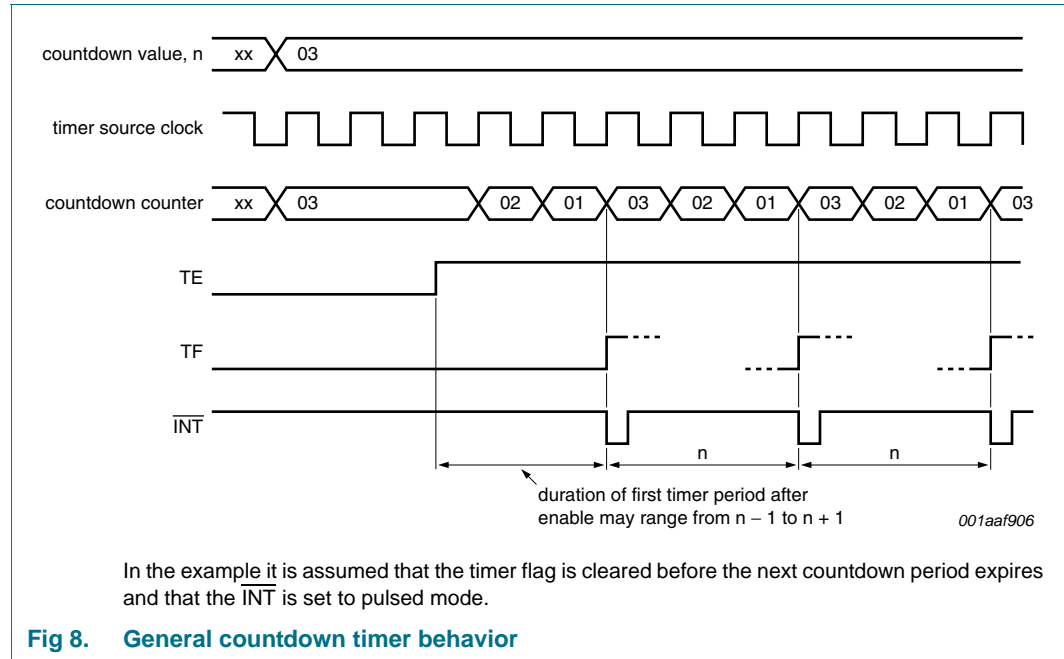 countdown value, n xx 03
timer source clock
countdown counter xx 03 02 01 03 02 01 03 02 01 03
TE
TF
INT
n n
duration of first timer period after
enable may range from n − 1 to n + 1
001aaf906
In the example it is assumed that the timer flag is cleared before the next countdown period expires
and that the INT is set to pulsed mode.
Fig 8. General countdown timer behavior